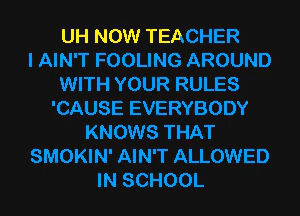 UH NOW TEACHER
I AIN'T FOOLING AROUND
WITH YOUR RULES
'CAUSE EVERYBODY
KNOWS THAT
SMOKIN' AIN'T ALLOWED
IN SCHOOL